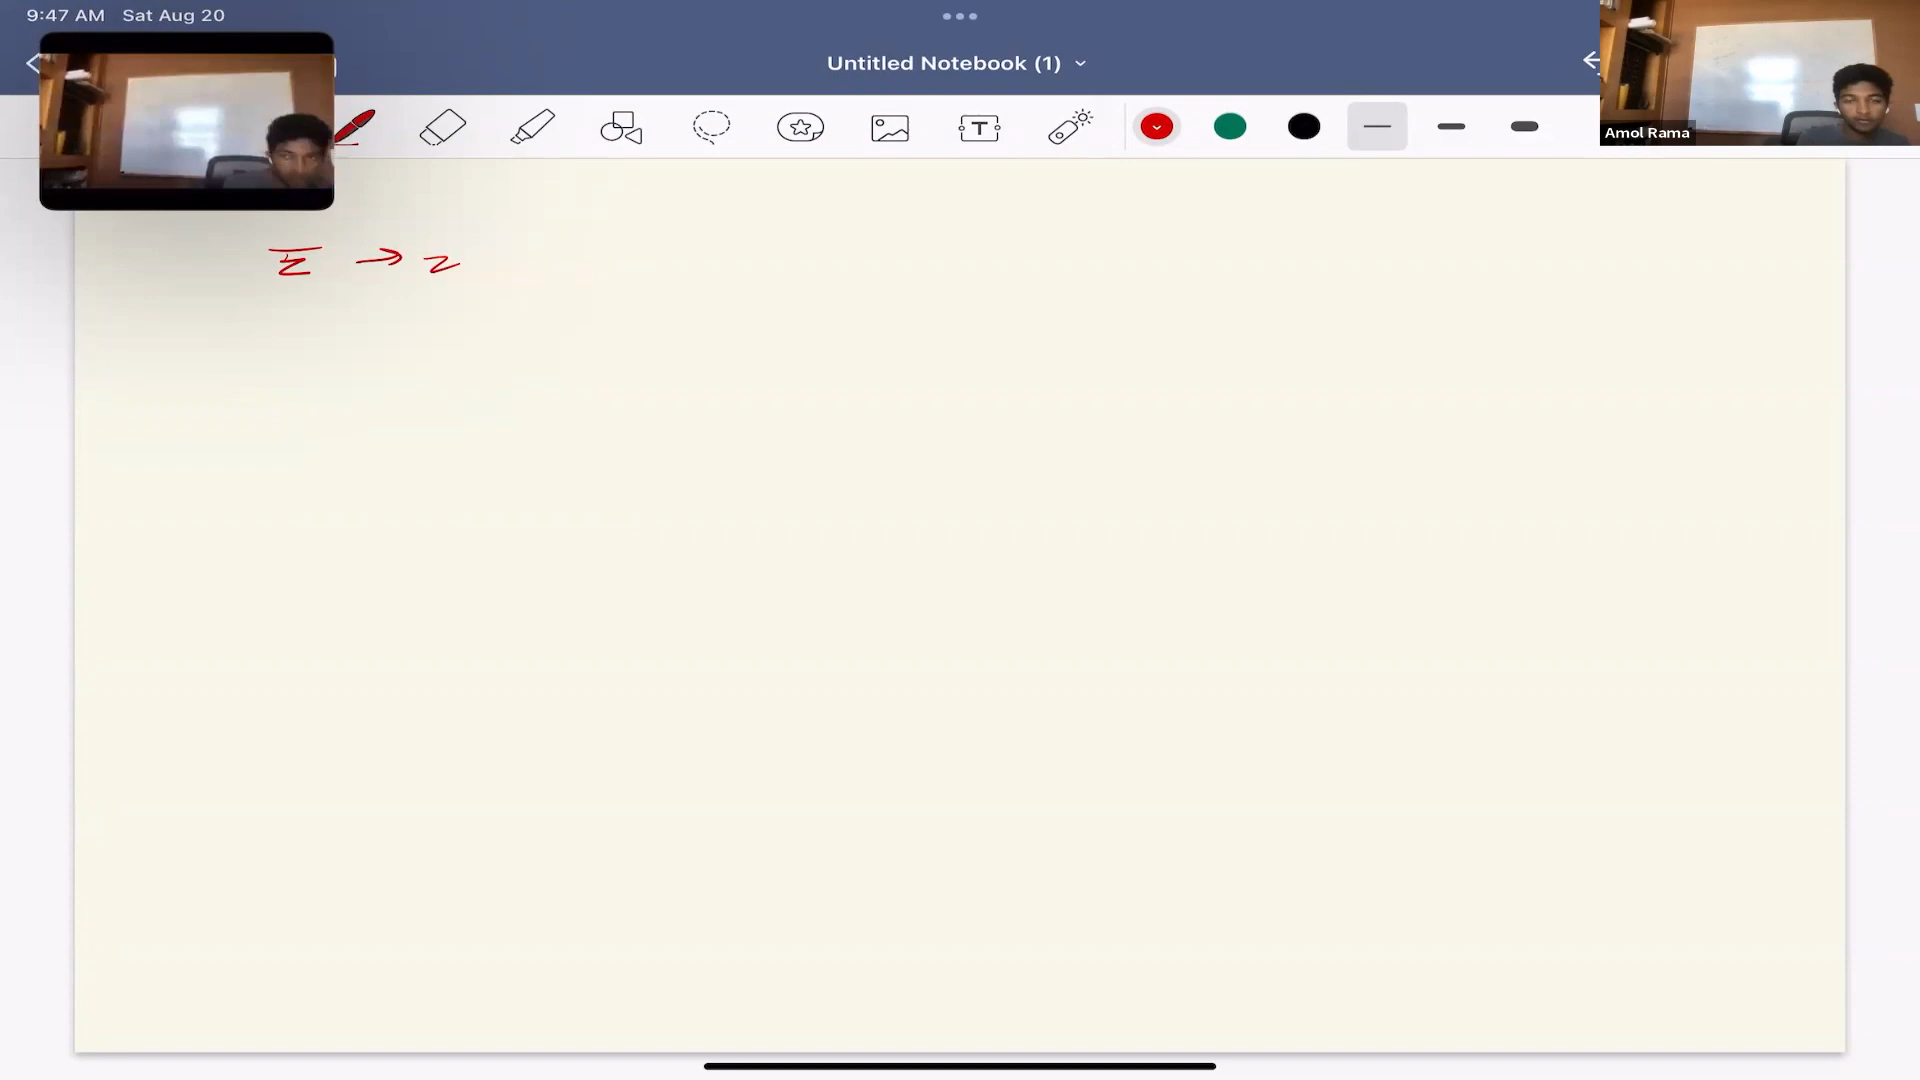 9:47 AM Sat Aug 20
Untitled Notebook (1)
T
Amol Rama
z̅ → z